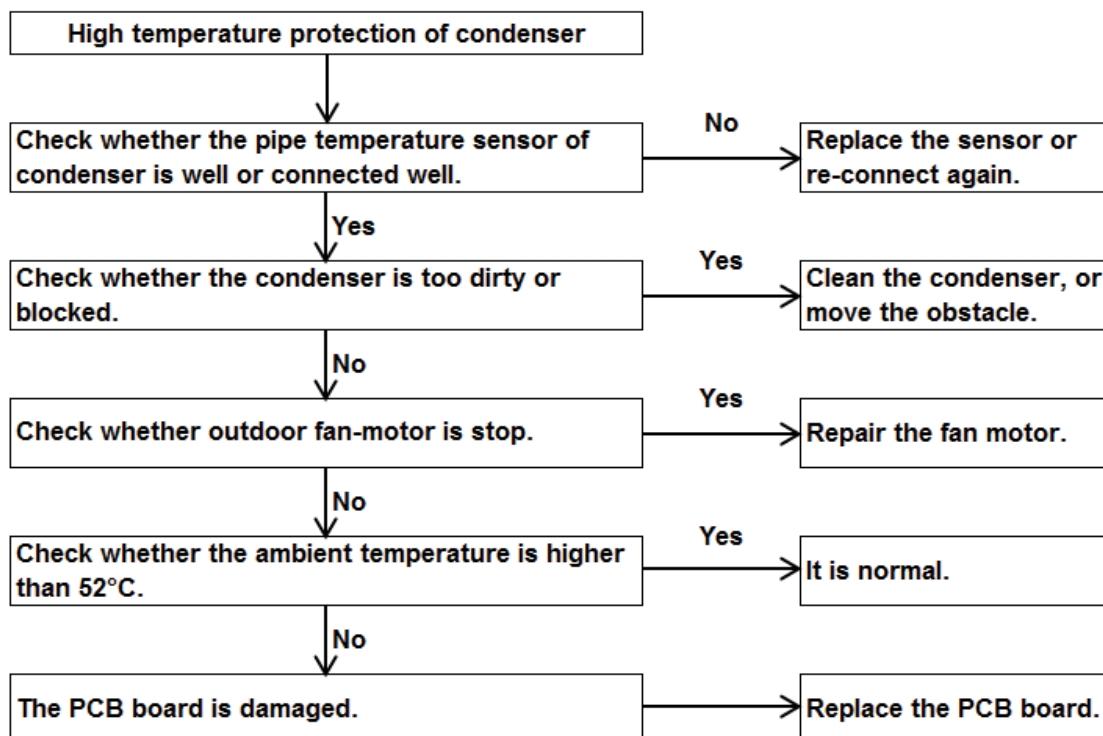 High temperature protection of condenser
Check whether the pipe temperature sensor of
condenser is well or connected well.
No
Replace the sensor or
re-connect again.
Yes
Check whether the condenser is too dirty or
blocked.
Yes
Clean the condenser, or
move the obstacle.
No
Check whether outdoor fan-motor is stop.
Yes
Repair the fan motor.
No
Check whether the ambient temperature is higher
than 52°C.
Yes
It is normal.
No
The PCB board is damaged.
Replace the PCB board.